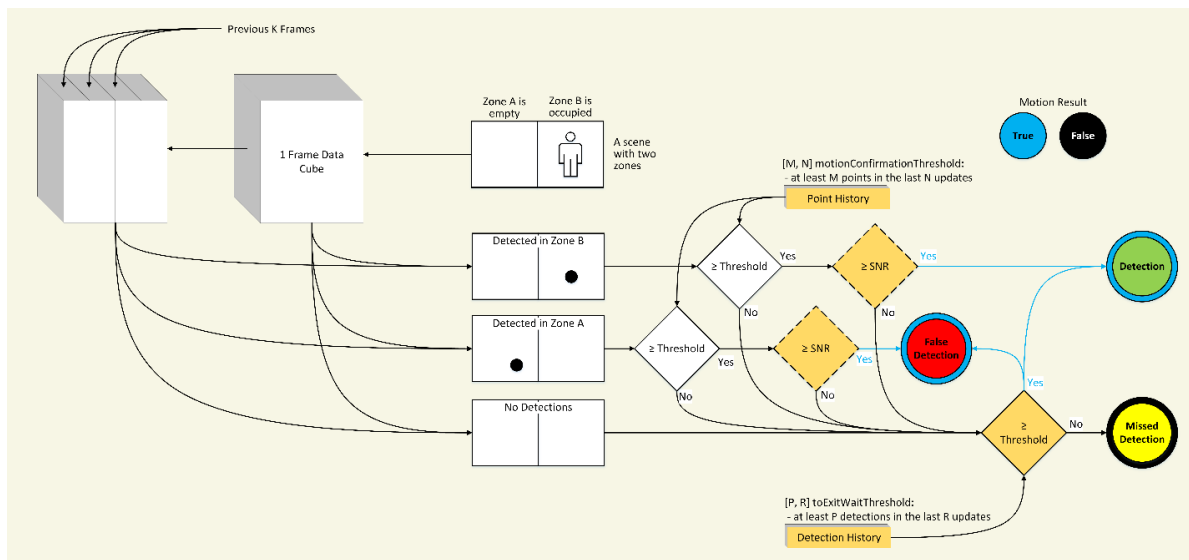 Previous K Frames
Zone A is
empty
Zone B is
occupied
Motion Result
True
False
1 Frame Data
Cube
A scene
with two
zones
[M, N] motionConfirmationThreshold:
- at least M points in the last N updates
Point History
Detected in Zone B
≥ Threshold
Yes
≥ SNR
Yes
Detection
No
No
Detected in Zone A
≥ Threshold
Yes
≥ SNR
Yes
False
Detection
No
No
Yes
No Detections
≥
Threshold
No
Missed
Detection
[P, R] toExitWaitThreshold:
- at least P detections in the last R updates
Detection History